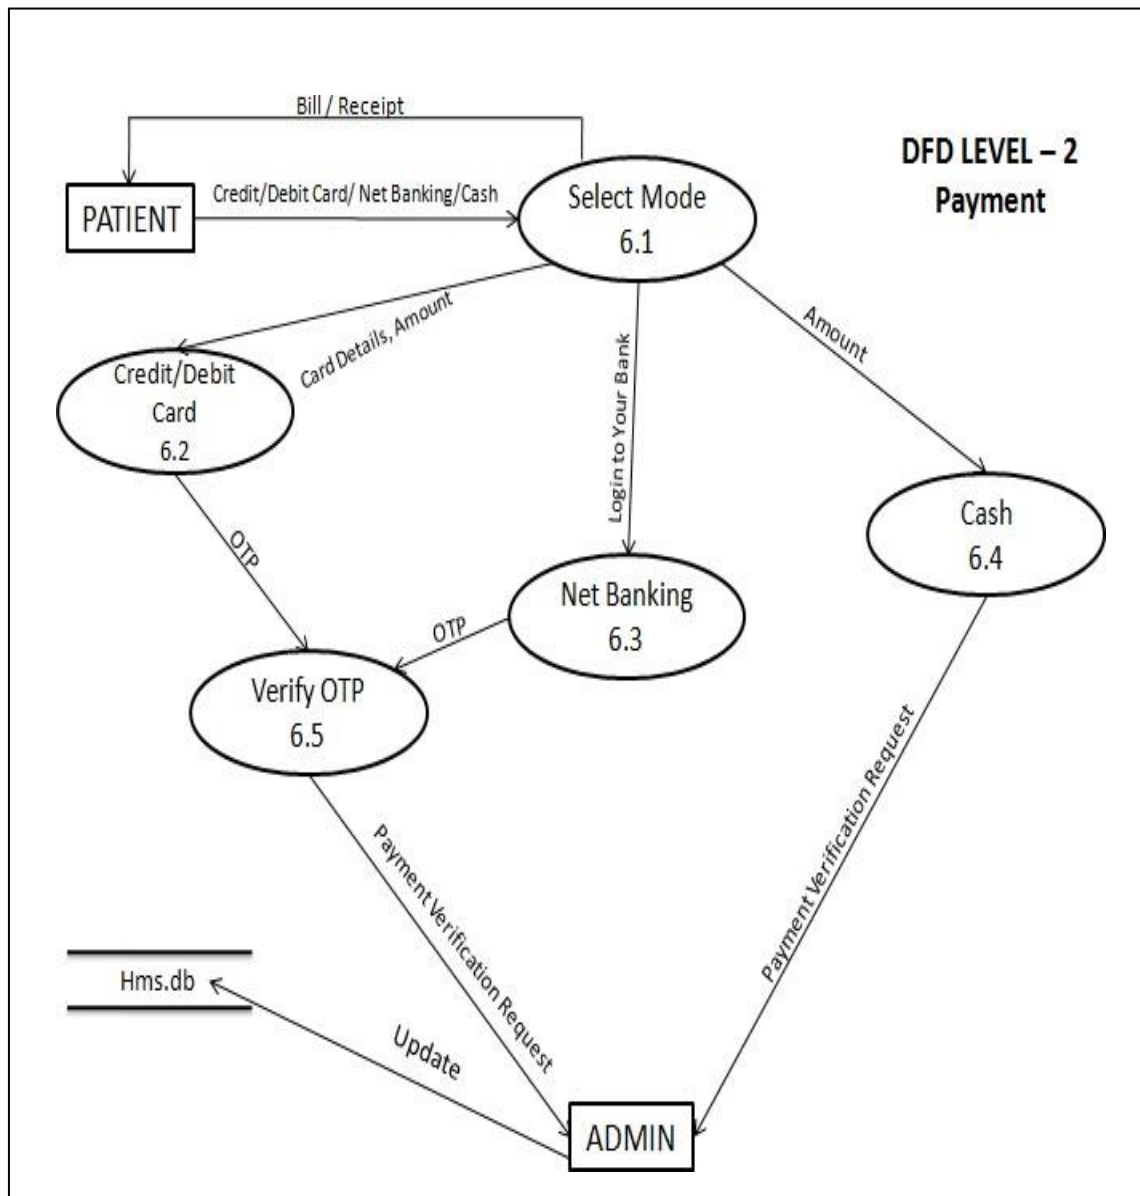 Bill / Receipt
DFD LEVEL – 2
Payment
PATIENT
Credit/Debit Card/ Net Banking/Cash
Select Mode
6.1
Card Details, Amount
Login to Your Bank
Amount
Credit/Debit
Card
6.2
Cash
6.4
OTP
Net Banking
6.3
OTP
Verify OTP
6.5
Payment Verification Request
Payment Verification Request
Hms.db
Update
ADMIN